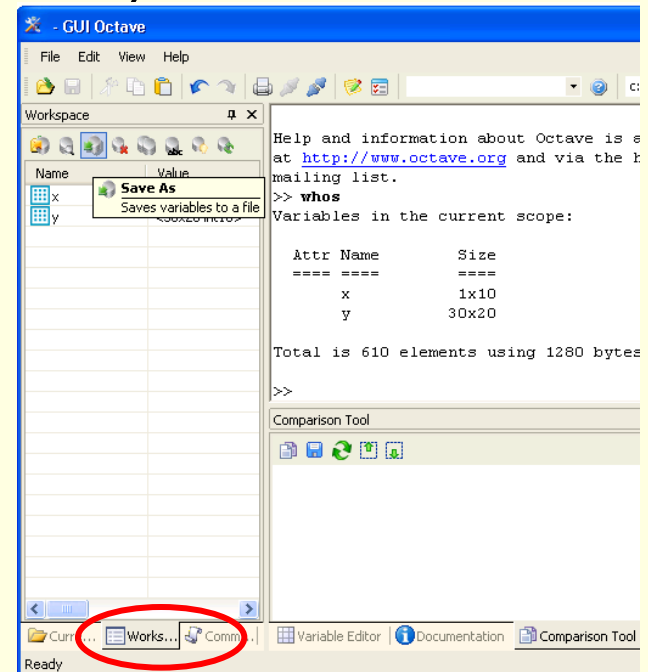 - GUI Octave
File Edit View Help
Workspace
Name Value
x
y
Save As
Saves variables to a file
Help and information about Octave is a
at http://www.octave.org and via the h
mailing list.
>> whos
Variables in the current scope:
Attr Name Size
==== ==== ====
x 1x10
y 30x20
Total is 610 elements using 1280 bytes
>>
Comparison Tool
Curr... Works... Comm...
Variable Editor Documentation Comparison Tool
Ready